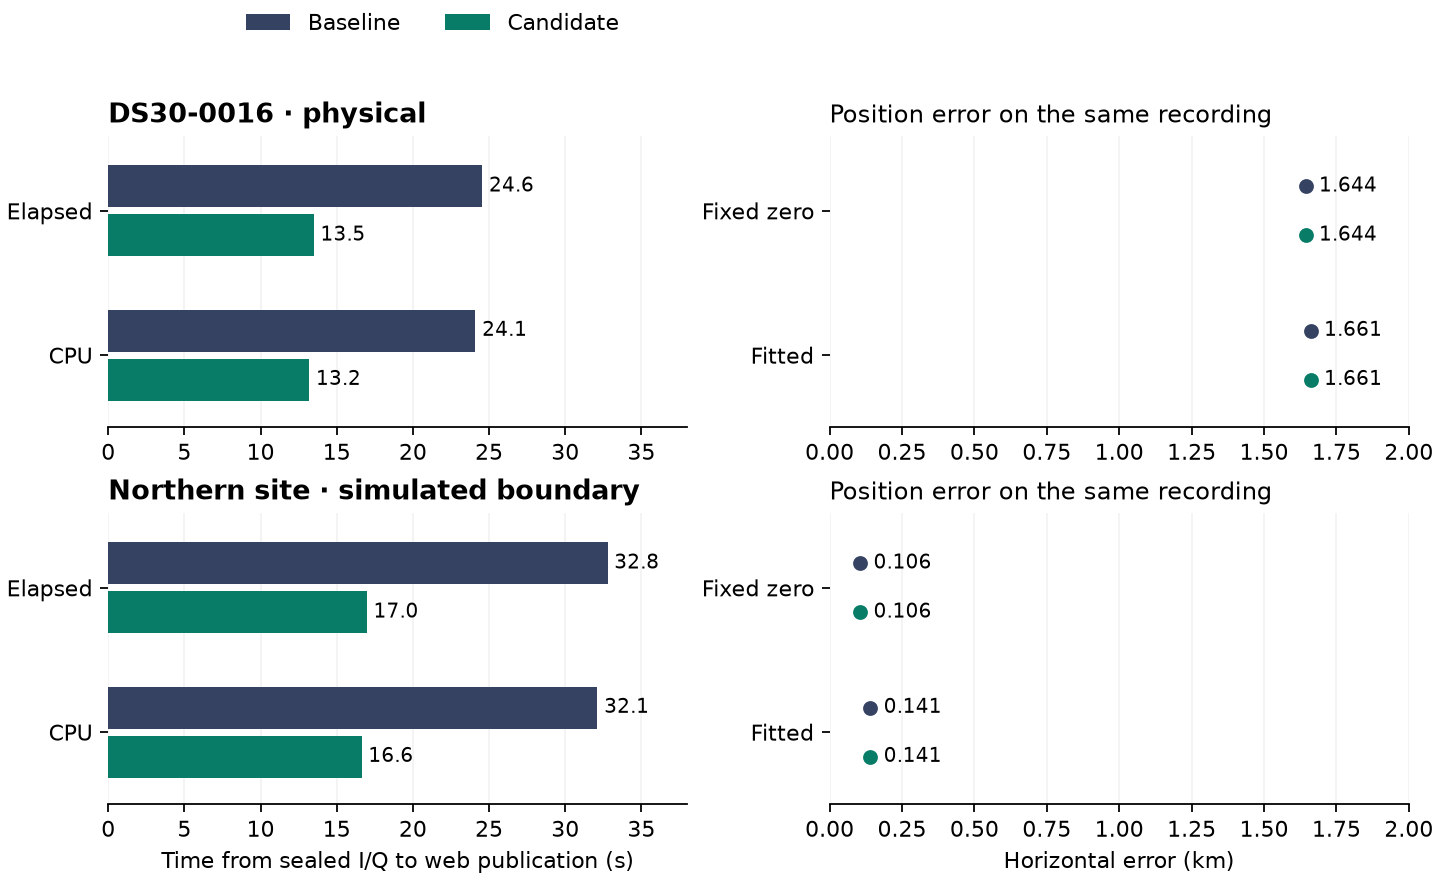 Baseline Candidate
DS30-0016 · physical
Elapsed
24.6
13.5
CPU
24.1
13.2
0 5 10 15 20 25 30 35
Position error on the same recording
Fixed zero
1.644
1.644
Fitted
1.661
1.661
0.00 0.25 0.50 0.75 1.00 1.25 1.50 1.75 2.00
Northern site · simulated boundary
Elapsed
32.8
17.0
CPU
32.1
16.6
0 5 10 15 20 25 30 35
Time from sealed I/Q to web publication (s)
Position error on the same recording
Fixed zero
0.106
0.106
Fitted
0.141
0.141
0.00 0.25 0.50 0.75 1.00 1.25 1.50 1.75 2.00
Horizontal error (km)